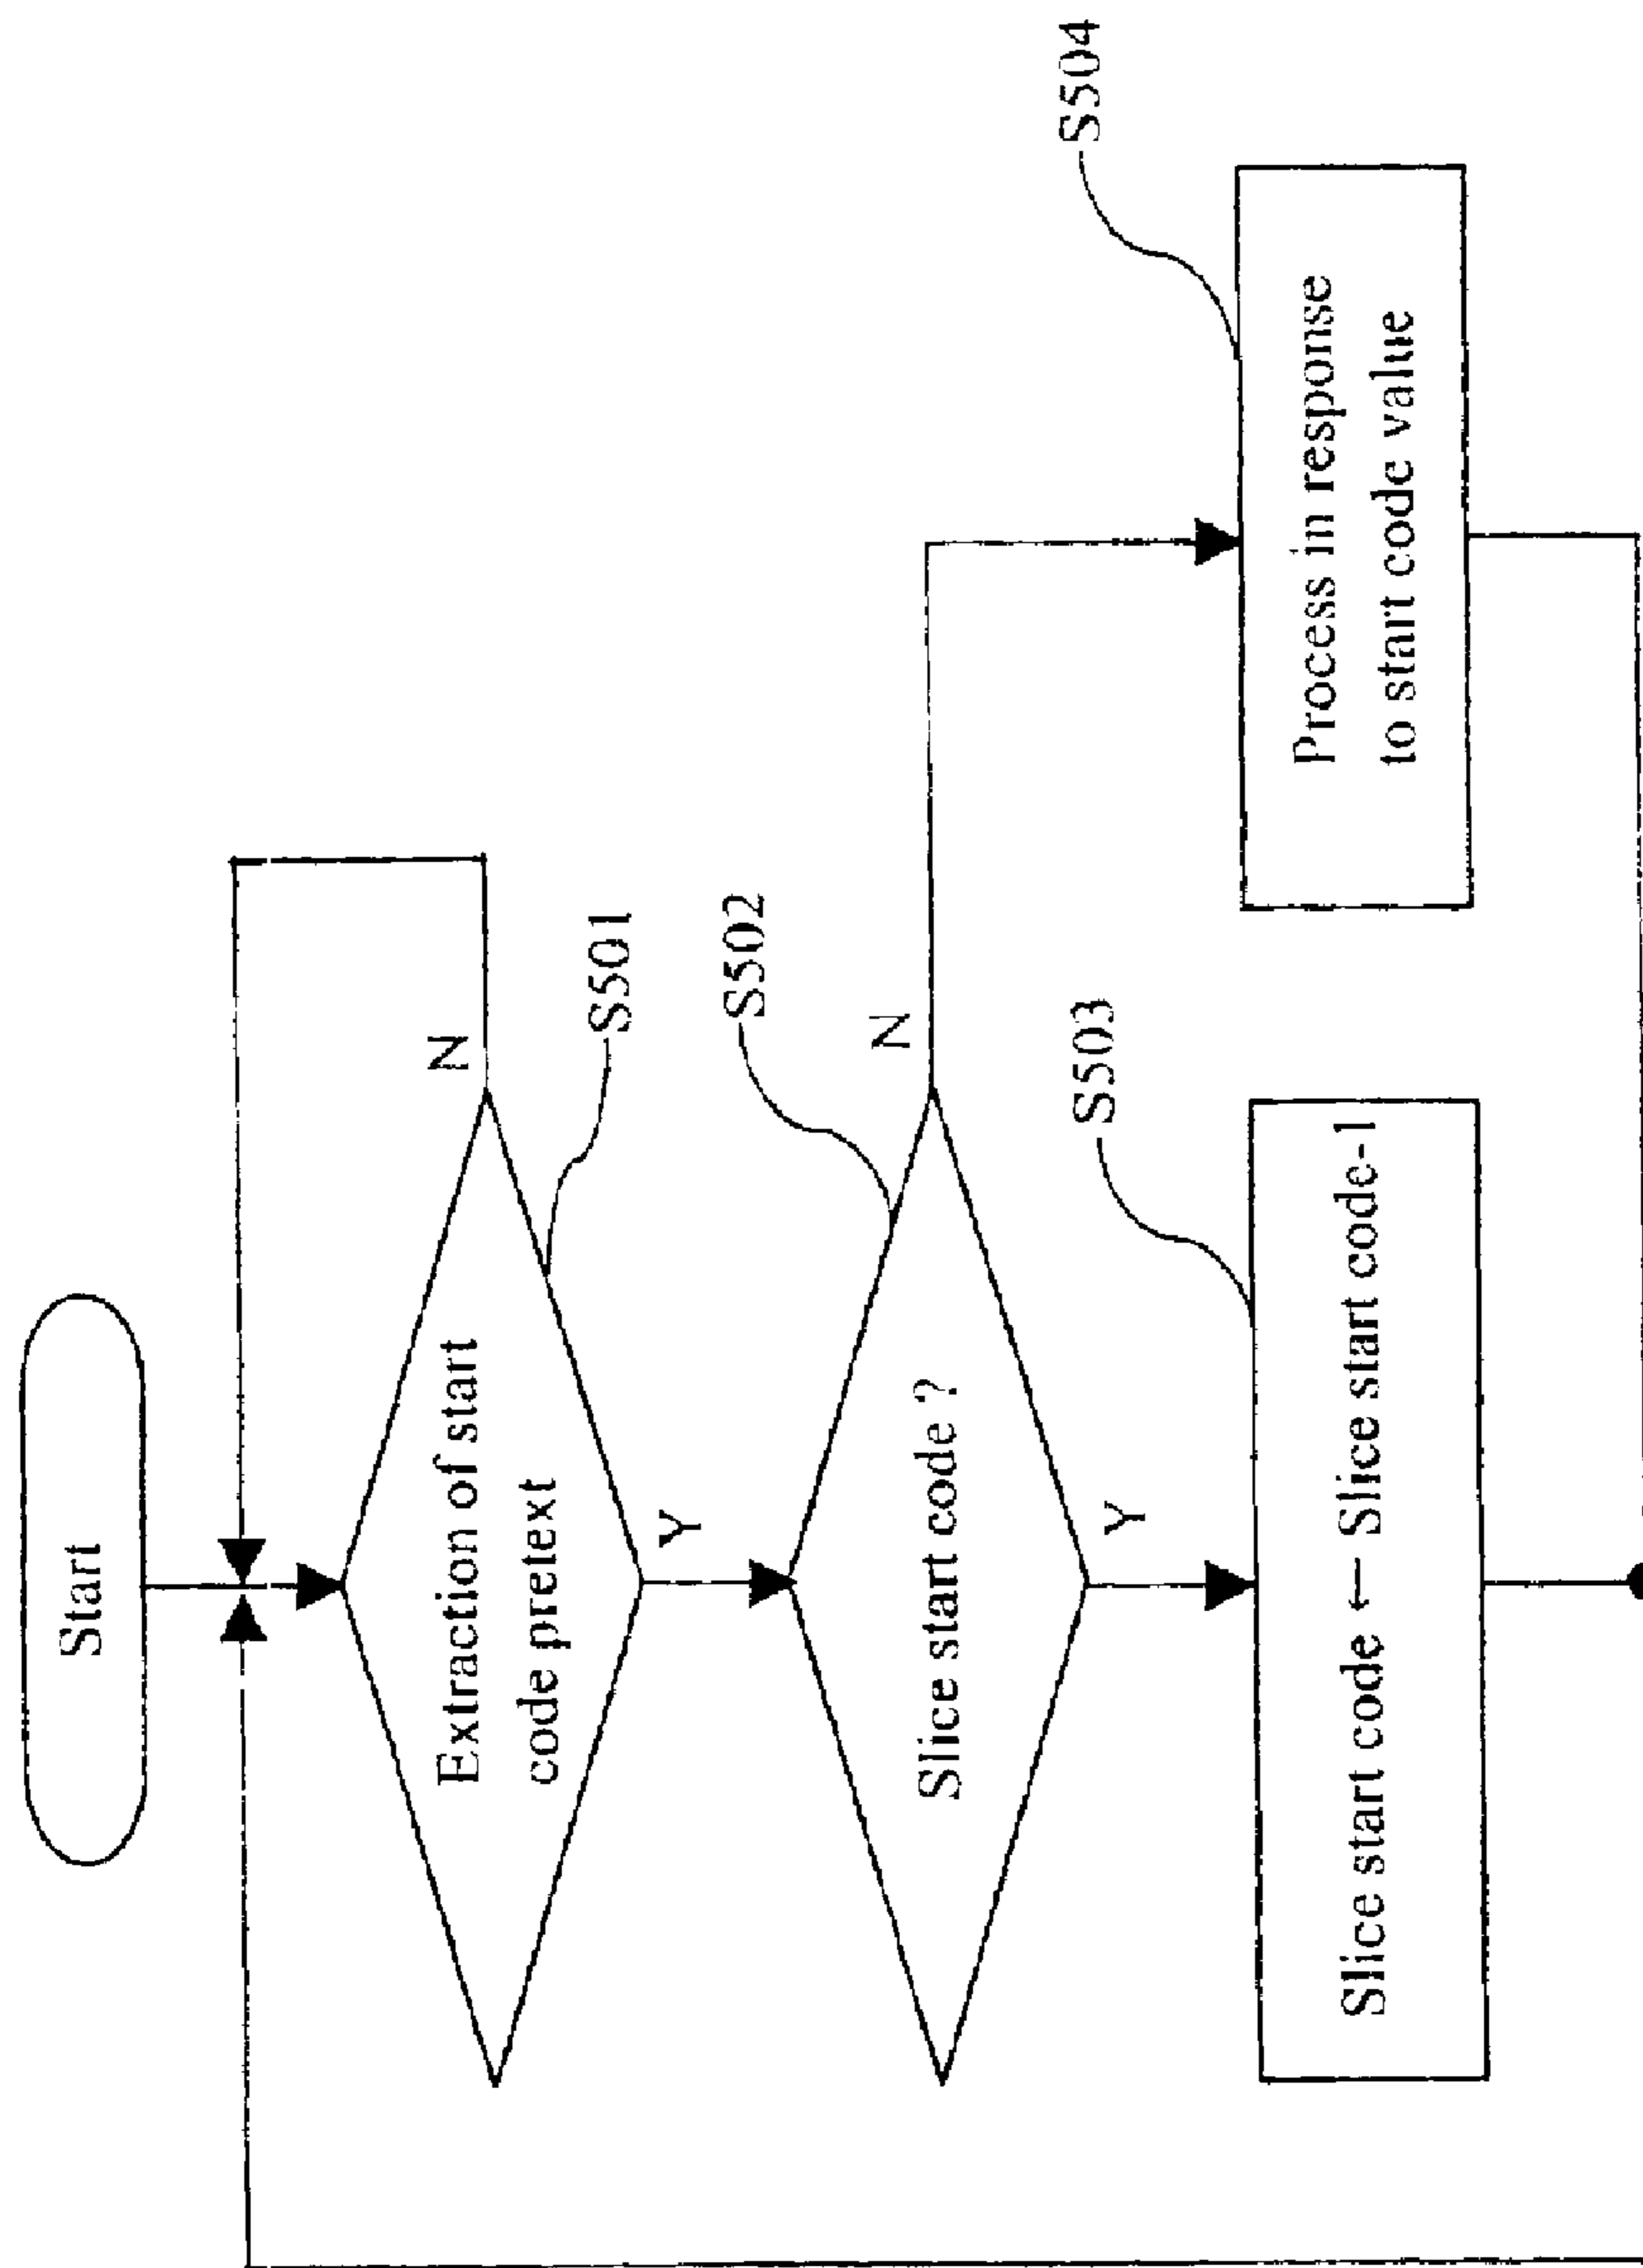 Start
Extraction of start
code pretext
N
S501
Y
Slice start code ?
S502
N
Y
Slice start code ← Slice start code-1
S503
Process in response
to start code value
S504